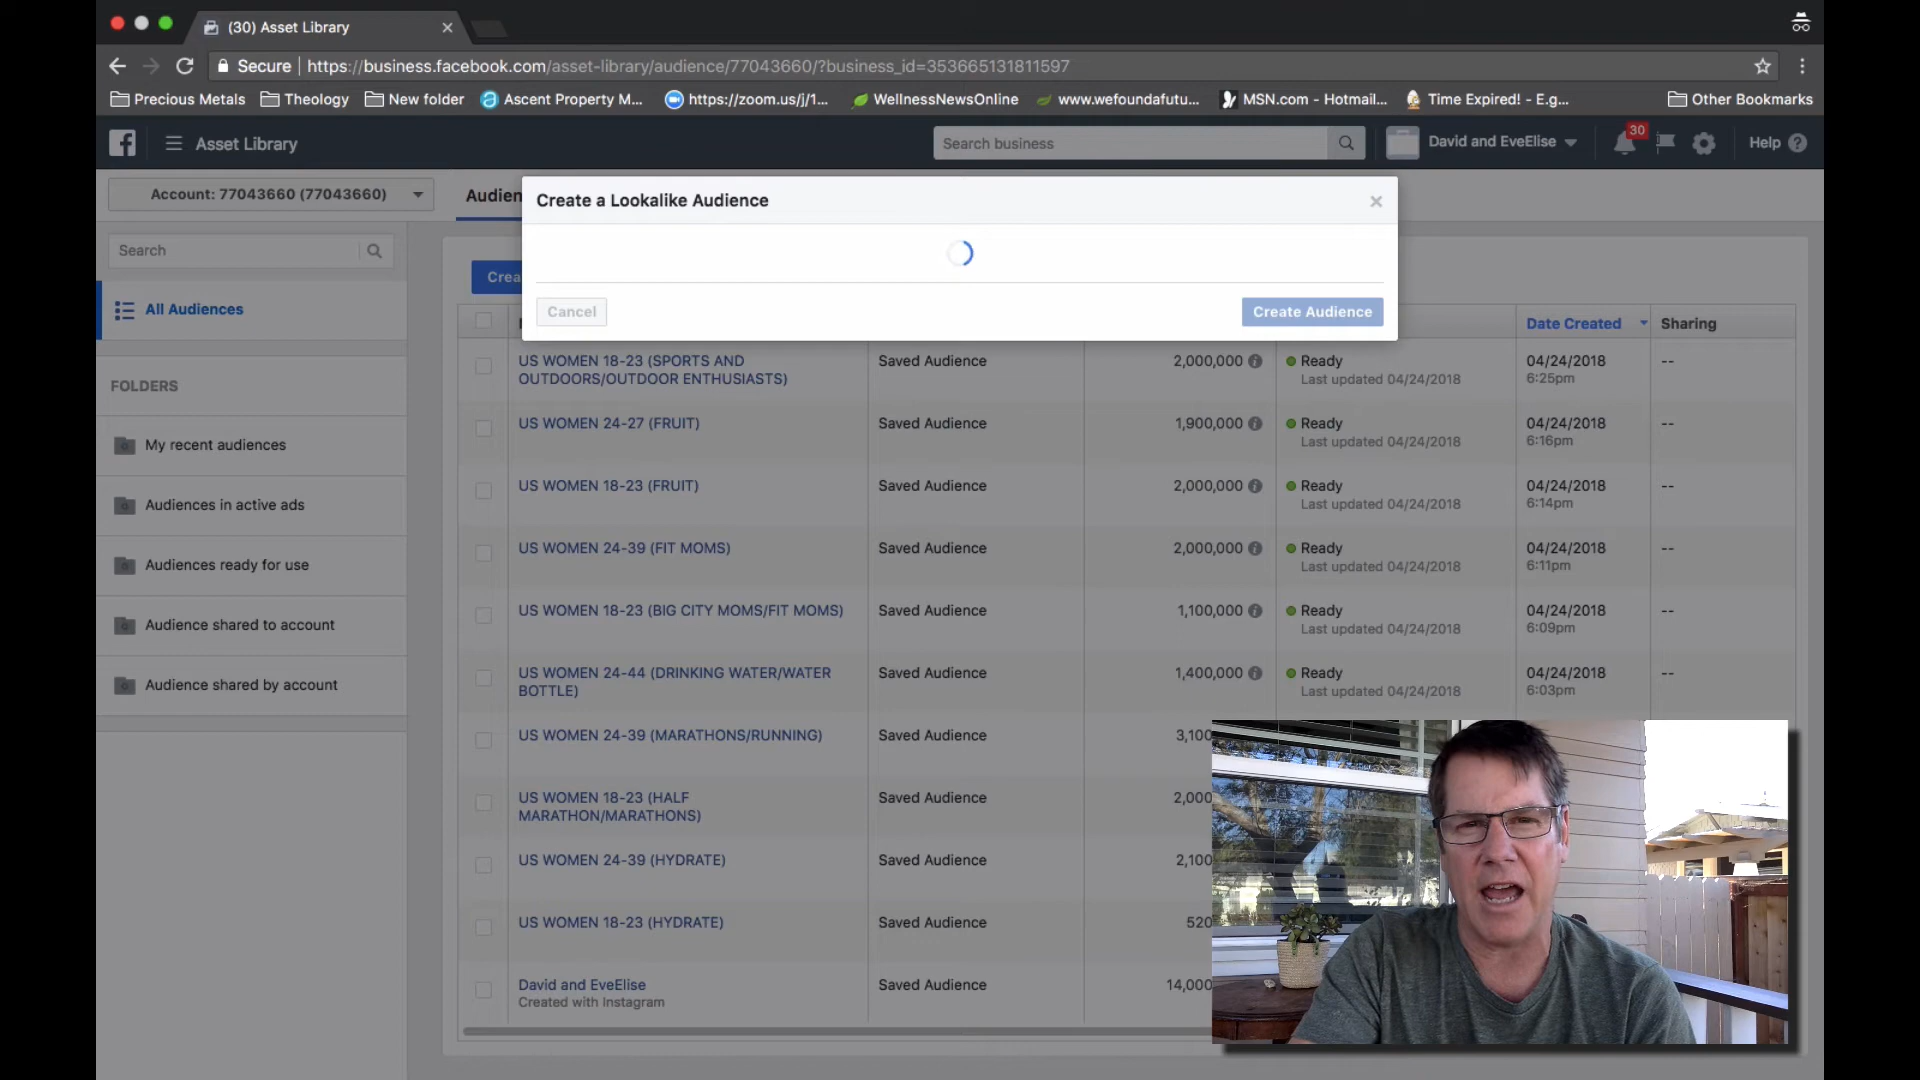 (30) Asset Library
Secure | https://business.facebook.com/asset-library/audience/77043660/?business_id=353665131811597
Precious Metals Theology New folder Ascent Property M... https://zoom.us/j/1... WellnessNewsOnline www.wefoundafutu... MSN.com - Hotmail... Time Expired! - E.g... Other Bookmarks
Asset Library Search business David and EveElise 30 Help
Account: 77043660 (77043660) Audien
Create a Lookalike Audience
Search
Crea
Cancel Create Audience
All Audiences
Date Created Sharing
FOLDERS
My recent audiences
Audiences in active ads
Audiences ready for use
Audience shared to account
Audience shared by account
US WOMEN 18-23 (SPORTS AND Saved Audience 2,000,000 Ready 04/24/2018 --
OUTDOORS/OUTDOOR ENTHUSIASTS) Last updated 04/24/2018 6:25pm
US WOMEN 24-27 (FRUIT) Saved Audience 1,900,000 Ready 04/24/2018 --
Last updated 04/24/2018 6:16pm
US WOMEN 18-23 (FRUIT) Saved Audience 2,000,000 Ready 04/24/2018 --
Last updated 04/24/2018 6:14pm
US WOMEN 24-39 (FIT MOMS) Saved Audience 2,000,000 Ready 04/24/2018 --
Last updated 04/24/2018 6:11pm
US WOMEN 18-23 (BIG CITY MOMS/FIT MOMS) Saved Audience 1,100,000 Ready 04/24/2018 --
Last updated 04/24/2018 6:09pm
US WOMEN 24-44 (DRINKING WATER/WATER Saved Audience 1,400,000 Ready 04/24/2018 --
BOTTLE) Last updated 04/24/2018 6:03pm
US WOMEN 24-39 (MARATHONS/RUNNING) Saved Audience 3,100
US WOMEN 18-23 (HALF Saved Audience 2,000
MARATHON/MARATHONS)
US WOMEN 24-39 (HYDRATE) Saved Audience 2,100
US WOMEN 18-23 (HYDRATE) Saved Audience 520
David and EveElise Saved Audience 14,000
Created with Instagram